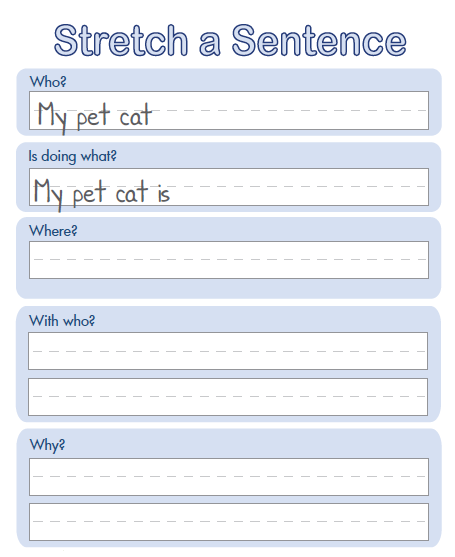 Stretch a Sentence
Who?
My pet cat
Is doing what?
My pet cat is
Where?
With who?
Why?